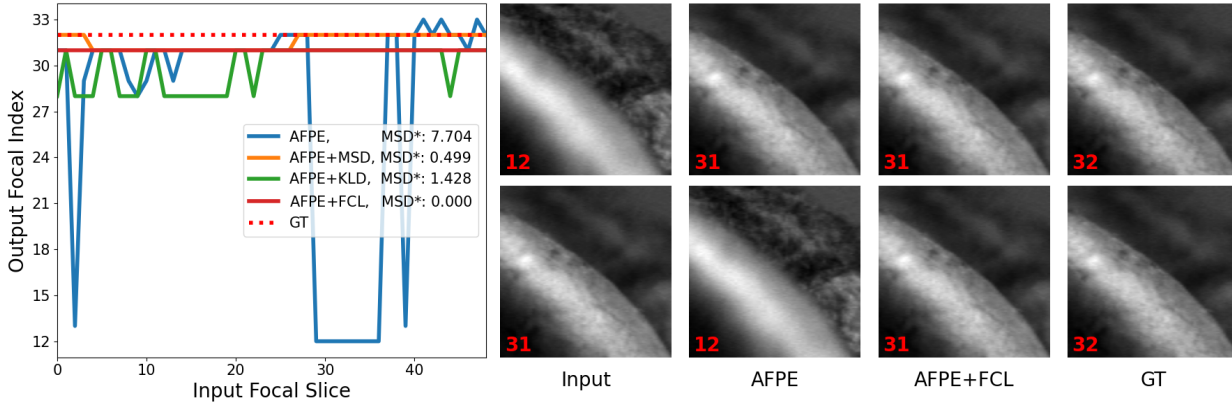 33
30
27
24
21
18
15
12
Output Focal Index
0
10
20
30
40
Input Focal Slice
AFPE, MSD*: 7.704
AFPE+MSD, MSD*: 0.499
AFPE+KLD, MSD*: 1.428
AFPE+FCL, MSD*: 0.000
GT
12
31
31
32
31
12
31
32
Input
AFPE
AFPE+FCL
GT